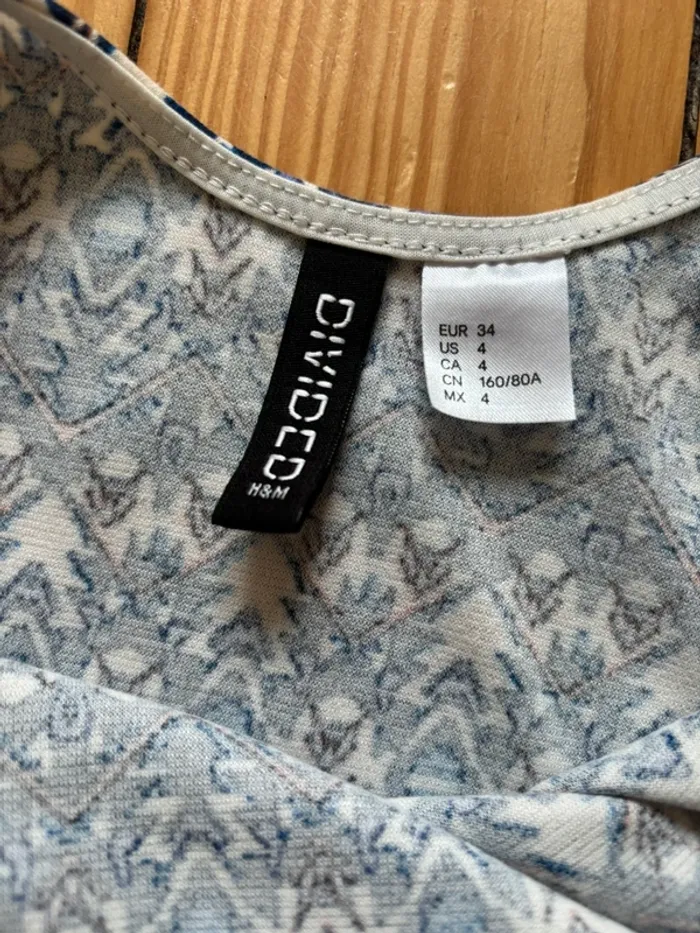 DIVIDED
H&M
EUR 34
US 4
CA 4
CN 160/80A
MX 4